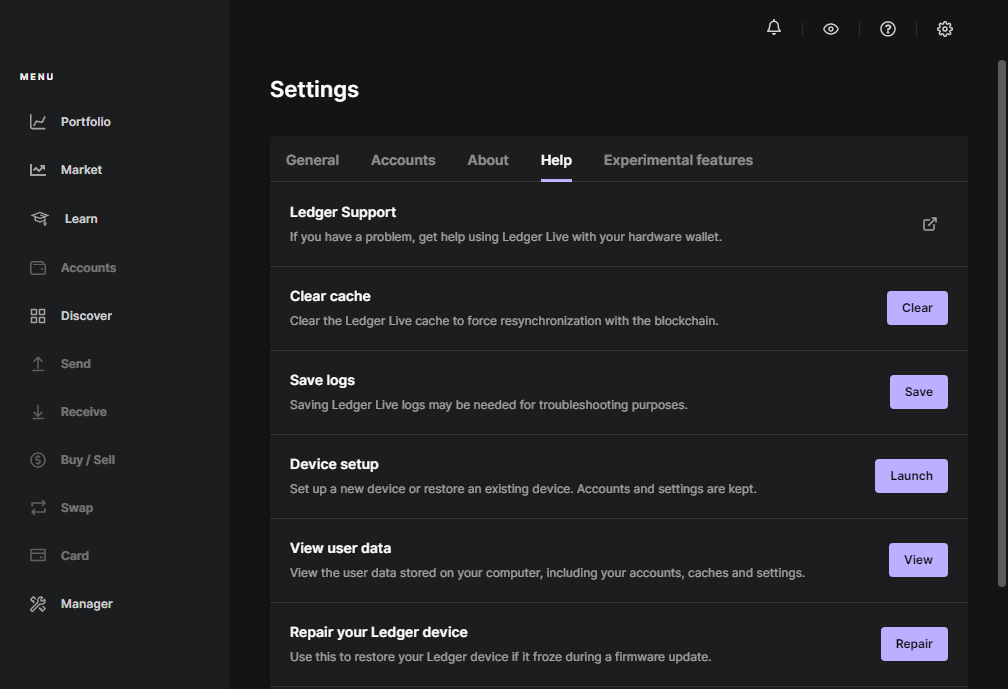 MENU
Portfolio
Market
Learn
Accounts
Discover
Send
Receive
Buy / Sell
Swap
Card
Manager
Settings
General Accounts About Help Experimental features
Ledger Support
If you have a problem, get help using Ledger Live with your hardware wallet.
Clear cache
Clear the Ledger Live cache to force resynchronization with the blockchain.
Clear
Save logs
Saving Ledger Live logs may be needed for troubleshooting purposes.
Save
Device setup
Set up a new device or restore an existing device. Accounts and settings are kept.
Launch
View user data
View the user data stored on your computer, including your accounts, caches and settings.
View
Repair your Ledger device
Use this to restore your Ledger device if it froze during a firmware update.
Repair